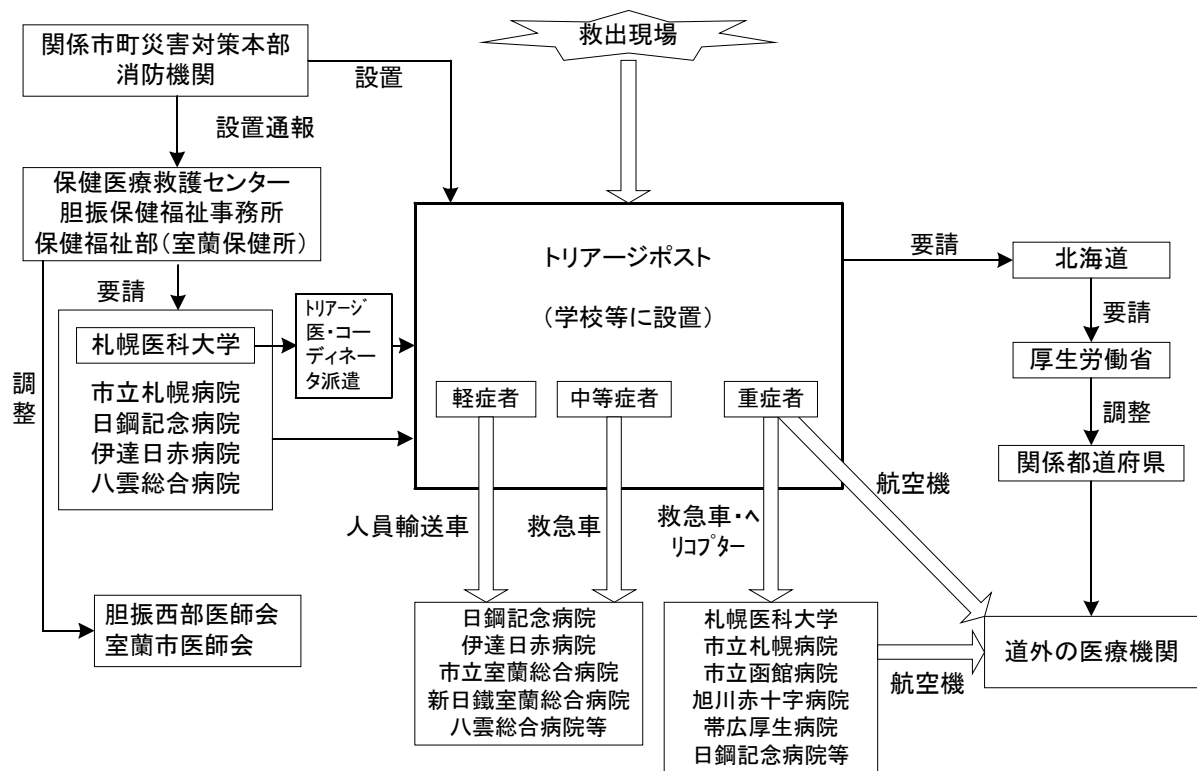 関係市町災害対策本部
消防機関
設置
救出現場
設置通報
保健医療救護センター
胆振保健福祉事務所
保健福祉部(室蘭保健所)
要請
札幌医科大学
市立札幌病院
日鋼記念病院
伊達日赤病院
八雲総合病院
トリアージ
医・コー
ディネー
タ派遣
調
整
胆振西部医師会
室蘭市医師会
トリアージポスト
(学校等に設置)
軽症者
中等症者
重症者
人員輸送車
救急車
救急車・ヘ
リコプター
航空機
日鋼記念病院
伊達日赤病院
市立室蘭総合病院
新日鐵室蘭総合病院
八雲総合病院等
札幌医科大学
市立札幌病院
市立函館病院
旭川赤十字病院
帯広厚生病院
日鋼記念病院等
航空機
要請
北海道
要請
厚生労働省
調整
関係都道府県
道外の医療機関